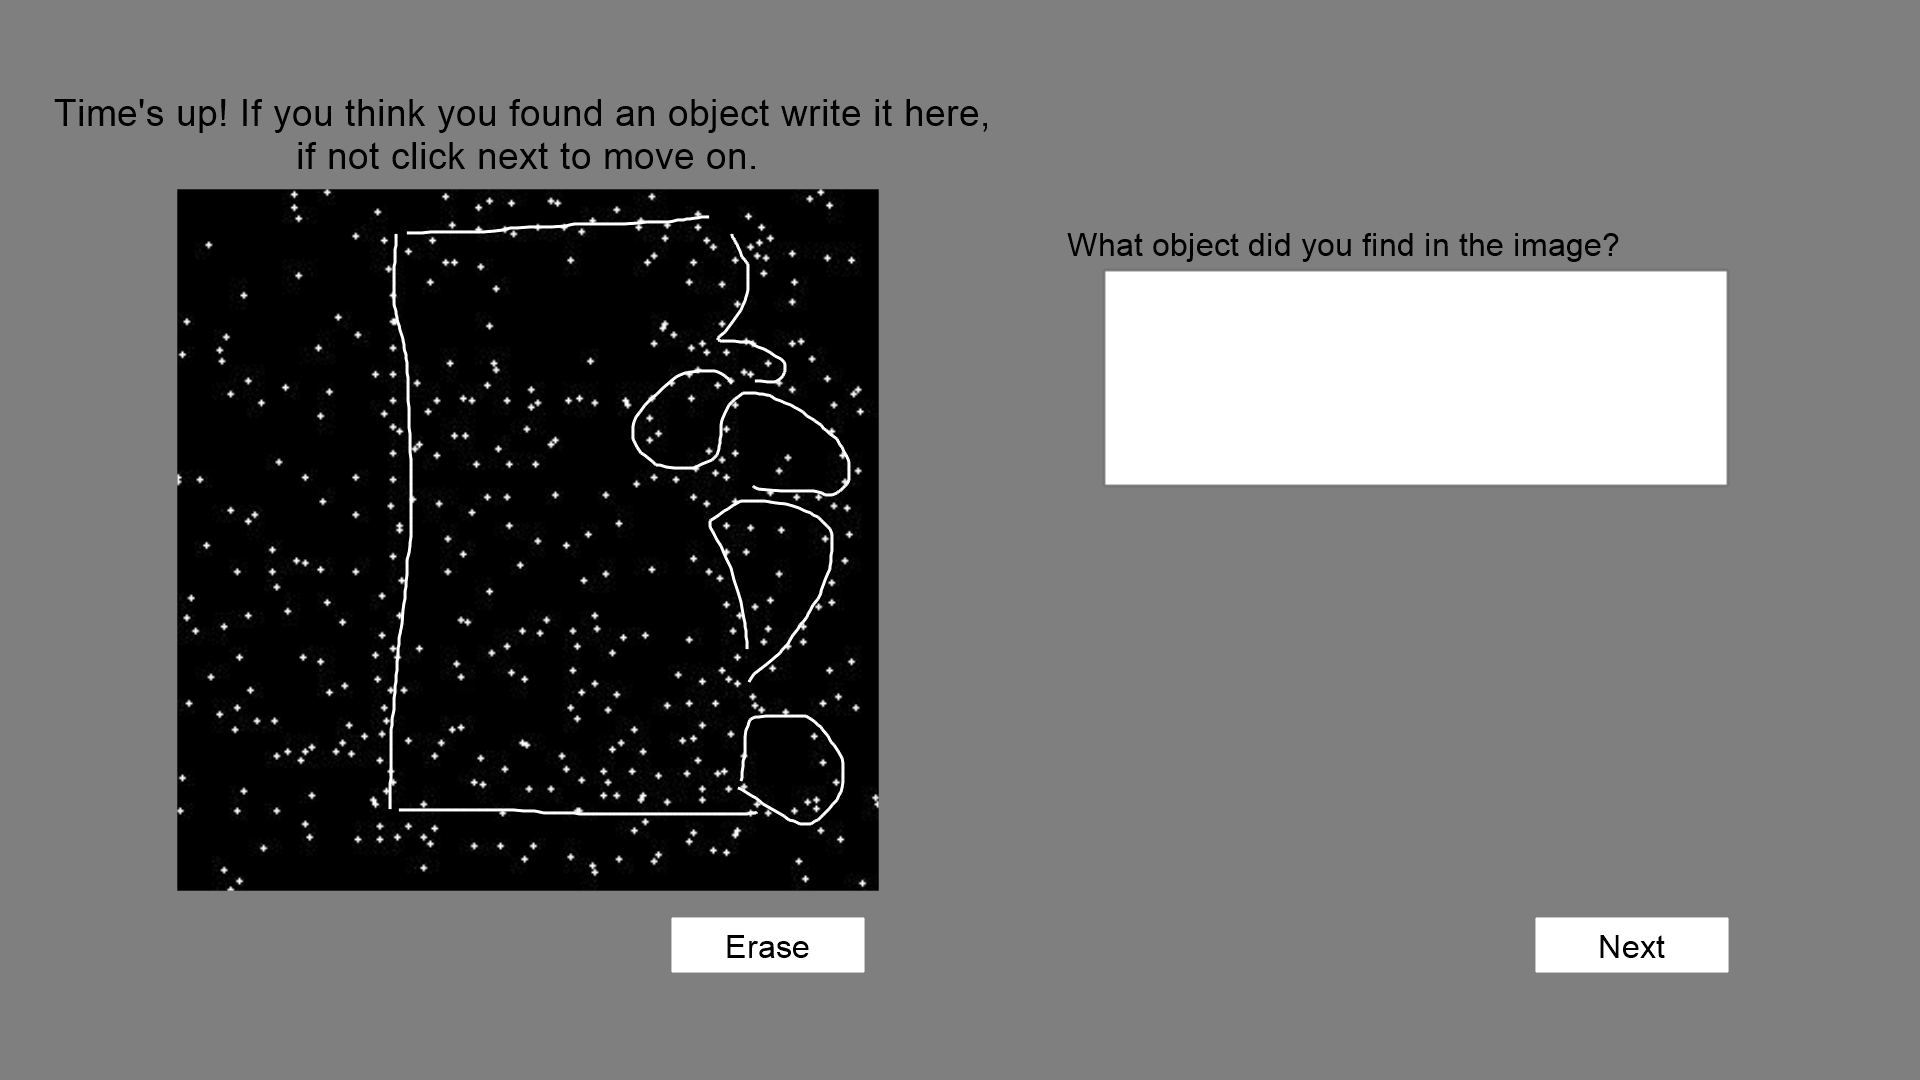 Time's up! If you think you found an object write it here,
if not click next to move on.
What object did you find in the image?
Erase
Next